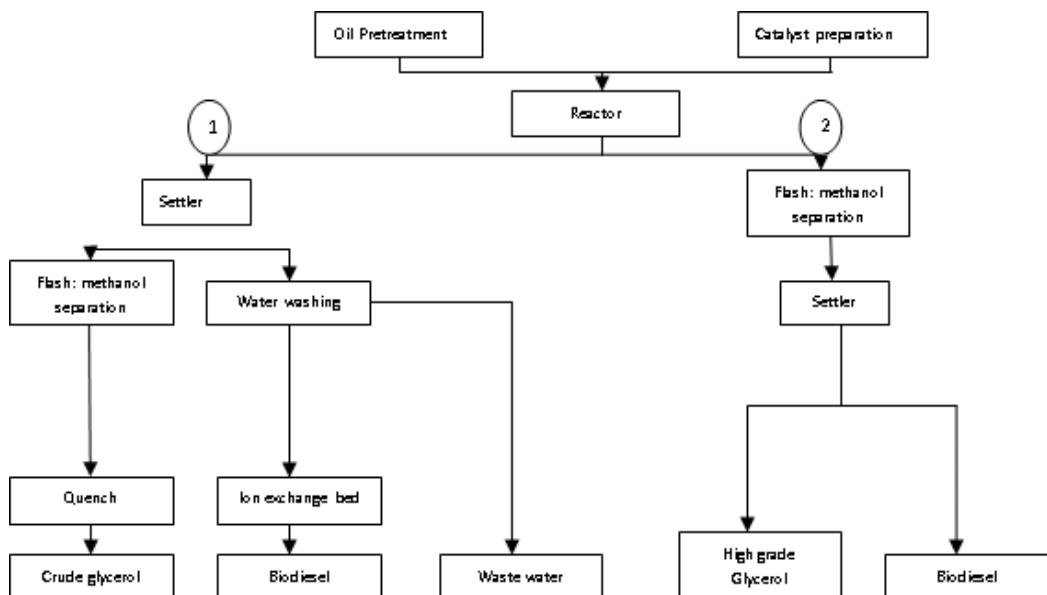 Oil Pretreatment
Catalyst preparation
Reactor
1
2
Settler
Flash: methanol
separation
Flash: methanol
separation
Water washing
Settler
Quench
Ion exchange bed
Crude glycerol
Biodiesel
Waste water
High grade
Glycerol
Biodiesel